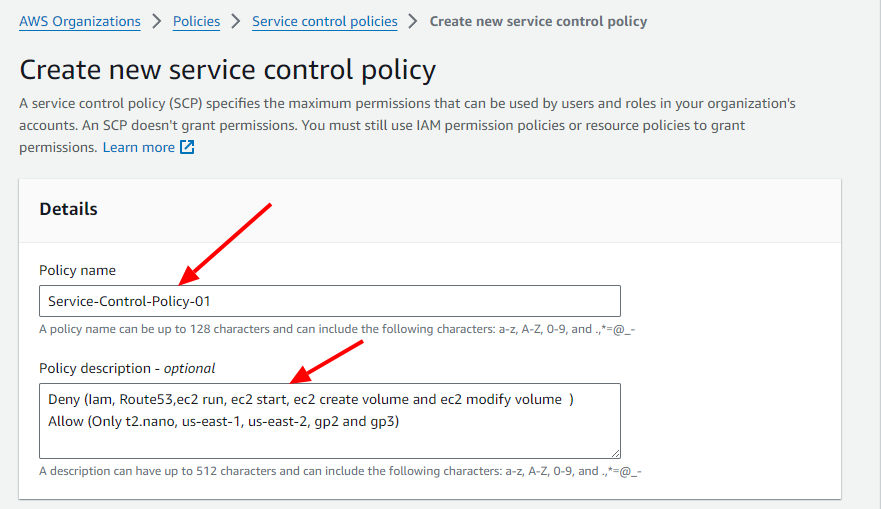 AWS Organizations > Policies > Service control policies > Create new service control policy
Create new service control policy
A service control policy (SCP) specifies the maximum permissions that can be used by users and roles in your organization's
accounts. An SCP doesn't grant permissions. You must still use IAM permission policies or resource policies to grant
permissions. Learn more
Details
Policy name
Service-Control-Policy-01
A policy name can be up to 128 characters and can include the following characters: a-z, A-Z, 0-9, and .,*=@_-
Policy description - optional
Deny (Iam, Route53,ec2 run, ec2 start, ec2 create volume and ec2 modify volume  )
Allow (Only t2.nano, us-east-1, us-east-2, gp2 and gp3)
A description can have up to 512 characters and can include the following characters: a-z, A-Z, 0-9, and .,*=@_-